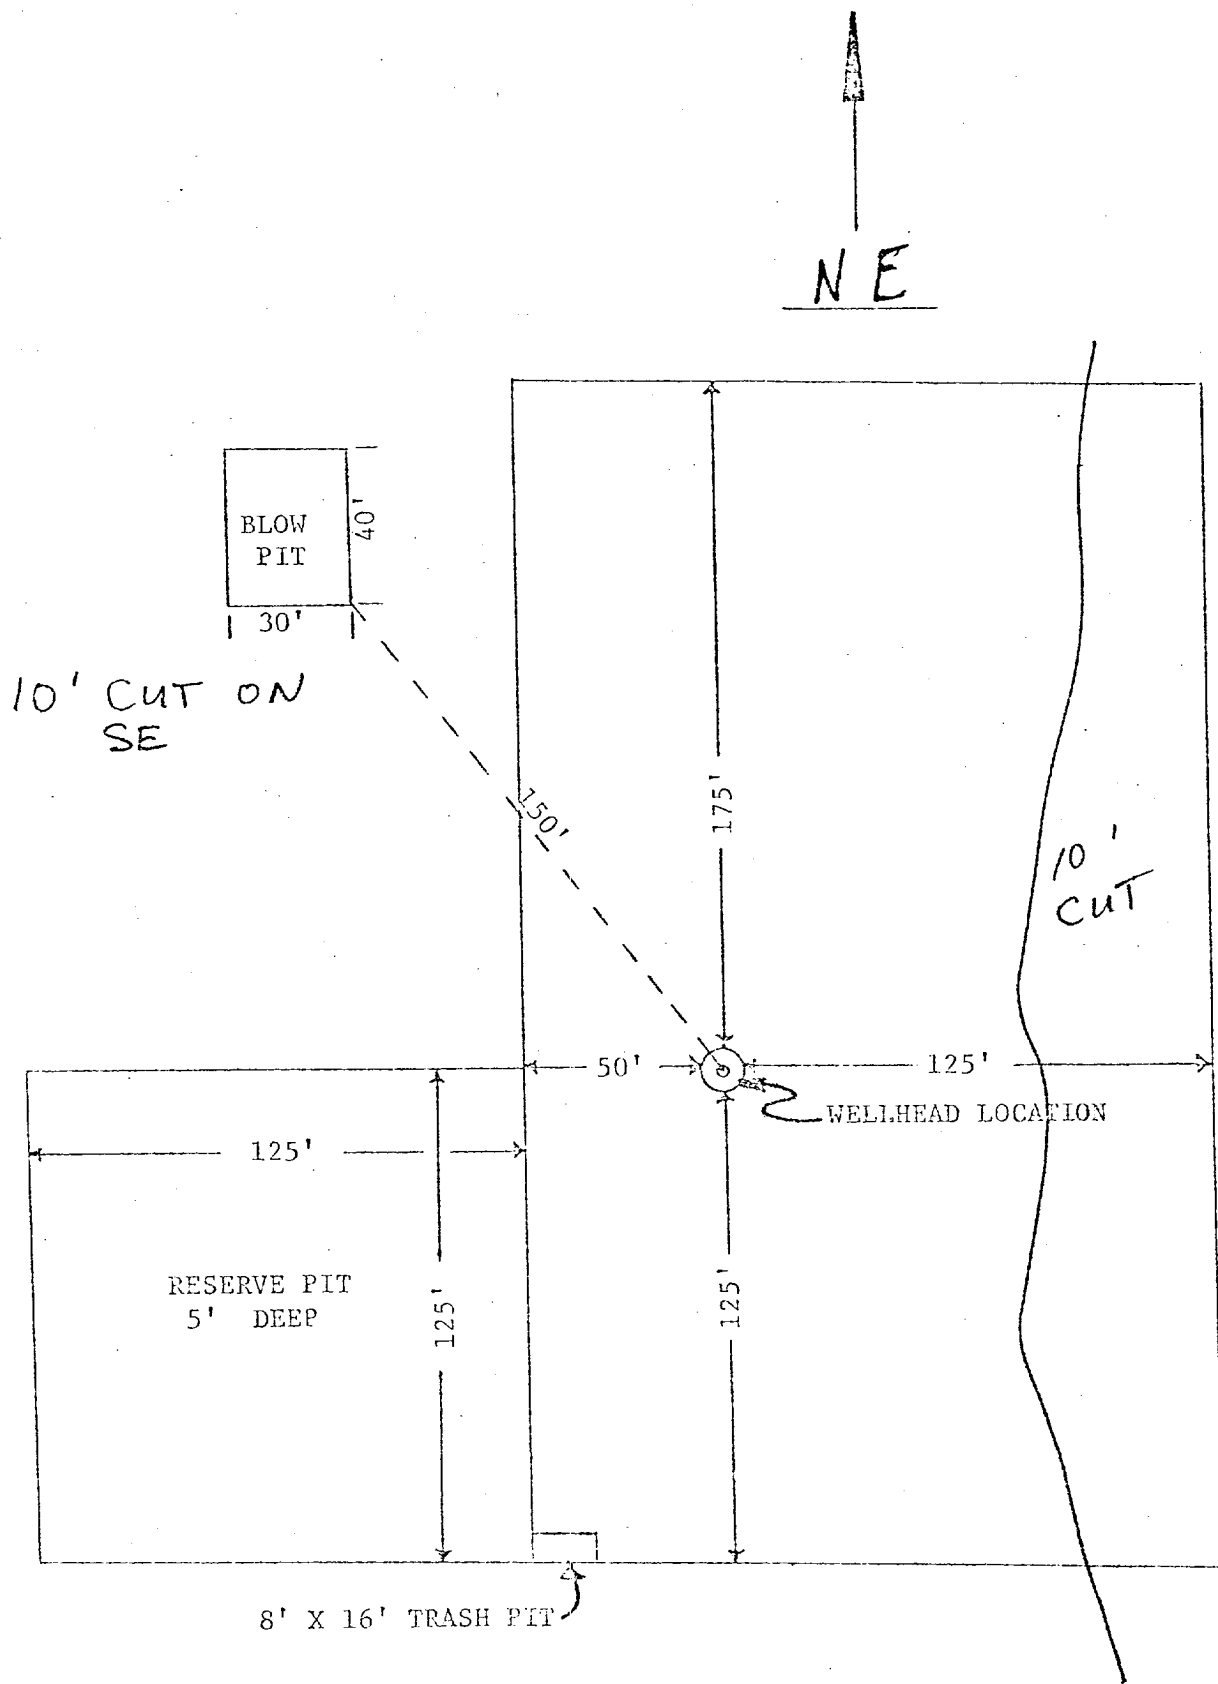 N E
BLOW
PIT
40'
30'
10' CUT ON
SE
150'
175'
10'
CUT
50'
125'
WELLHEAD LOCATION
125'
RESERVE PIT
5' DEEP
125'
125'
8' X 16' TRASH PIT